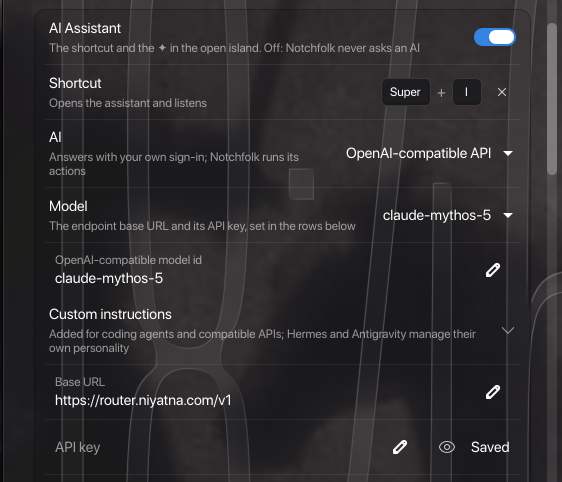 AI Assistant
The shortcut and the ✦ in the open island. Off: Notchfolk never asks an AI
Shortcut
Opens the assistant and listens
Super + I
AI
Answers with your own sign-in; Notchfolk runs its
actions
OpenAI-compatible API
Model
The endpoint base URL and its API key, set in the rows below
claude-mythos-5
OpenAI-compatible model id
claude-mythos-5
Custom instructions
Added for coding agents and compatible APIs; Hermes and Antigravity manage their
own personality
Base URL
https://router.niyatna.com/v1
API key
Saved